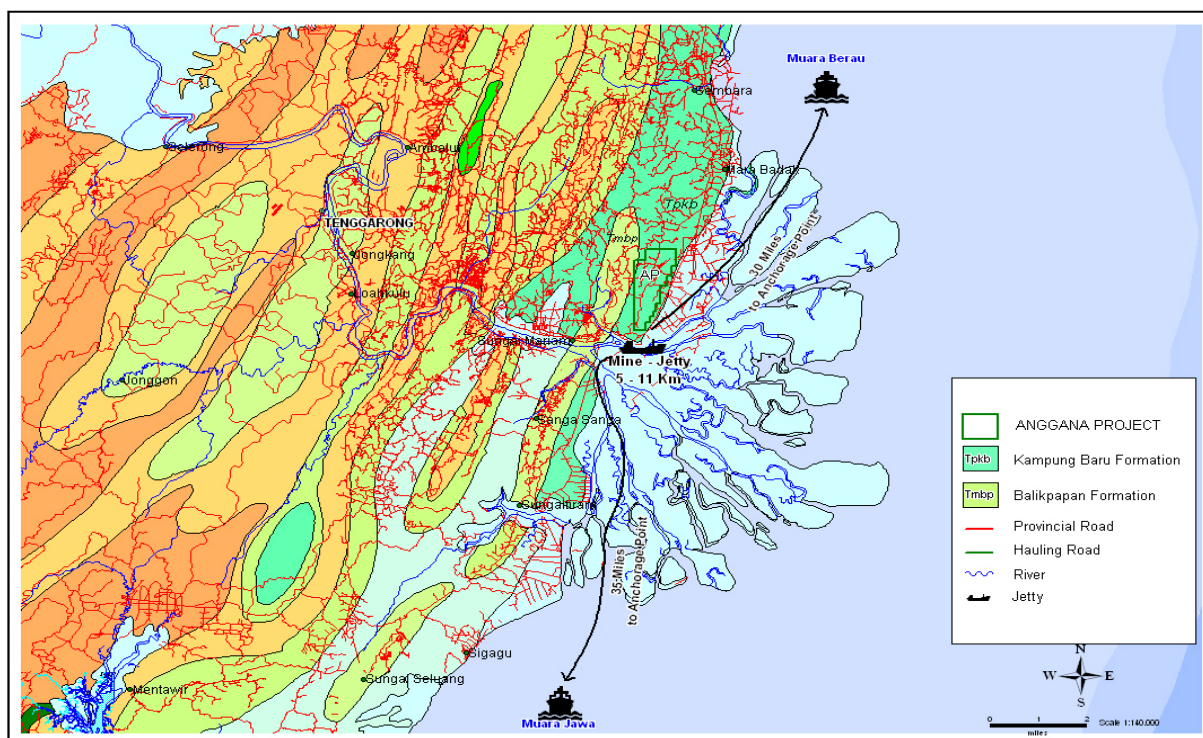 Muara Berau
Sembara
Selerong
Ambalut
Mara Badak
Tpkb
TENGGARONG
Tmbp
30 Miles
to Anchorage Point
Jongkang
AP
Loahkulu
Sungai Mariam
Mine - Jetty
5 - 11 Km
Jonggon
Sanga Sanga
Sungaitiram
35 Miles
to Anchorage Point
Sigagu
Sungai Seluang
Mentawir
Muara Jawa
ANGGANA PROJECT
Tpkb Kampung Baru Formation
Tmbp Balikpapan Formation
Provincial Road
Hauling Road
River
Jetty
N
W E
S
0 1 2
miles
Scale 1:140.000